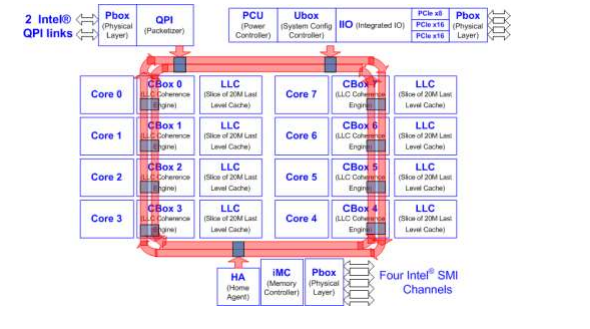 2 Intel®
QPI links
Pbox
(Physical
Layer)
QPI
(Packetizer)
PCU
(Power
Controller)
Ubox
(System Config
Controller)
IIO (Integrated IO)
PCIe x8
PCIe x16
PCIe x16
Pbox
(Physical
Layer)
Core 0
CBox 0
(LLC Coherence
Engine)
LLC
(Slice of 20M Last
Level Cache)
Core 7
CBox 7
(LLC Coherence
Engine)
LLC
(Slice of 20M Last
Level Cache)
Core 1
CBox 1
(LLC Coherence
Engine)
LLC
(Slice of 20M Last
Level Cache)
Core 6
CBox 6
(LLC Coherence
Engine)
LLC
(Slice of 20M Last
Level Cache)
Core 2
CBox 2
(LLC Coherence
Engine)
LLC
(Slice of 20M Last
Level Cache)
Core 5
CBox 5
(LLC Coherence
Engine)
LLC
(Slice of 20M Last
Level Cache)
Core 3
CBox 3
(LLC Coherence
Engine)
LLC
(Slice of 20M Last
Level Cache)
Core 4
CBox 4
(LLC Coherence
Engine)
LLC
(Slice of 20M Last
Level Cache)
HA
(Home
Agent)
iMC
(Memory
Controller)
Pbox
(Physical
Layer)
Four Intel® SMI
Channels